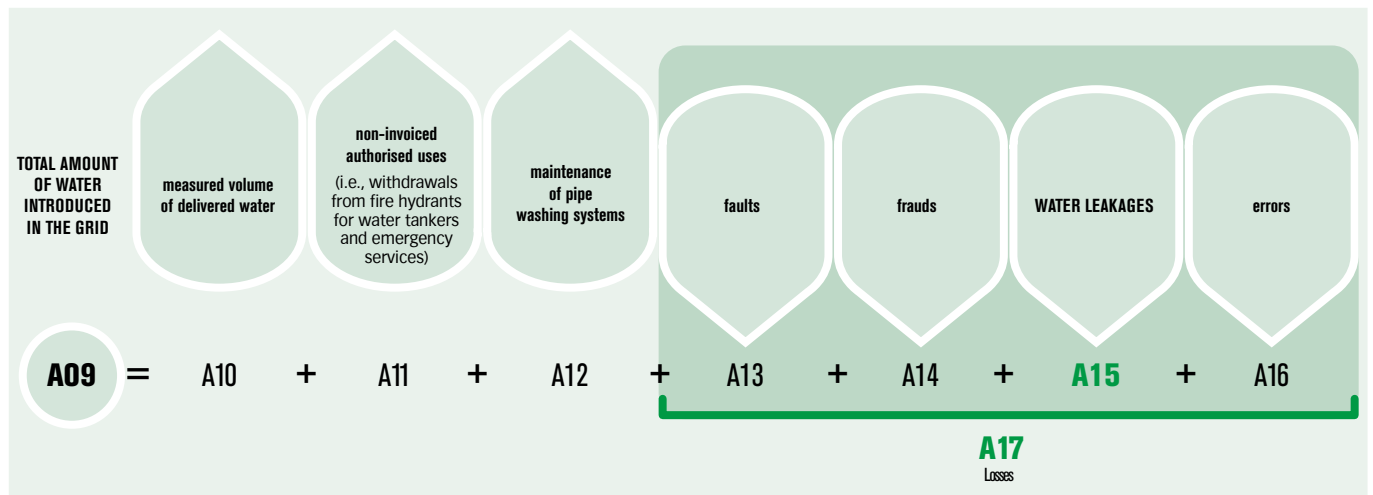 TOTAL AMOUNT
OF WATER
INTRODUCED
IN THE GRID
measured volume
of delivered water
non-invoiced
authorised uses
(i.e., withdrawals
from fire hydrants
for water tankers
and emergency
services)
maintenance
of pipe
washing systems
faults
frauds
WATER LEAKAGES
errors
A09 = A10 + A11 + A12 + A13 + A14 + A15 + A16
A17
Losses